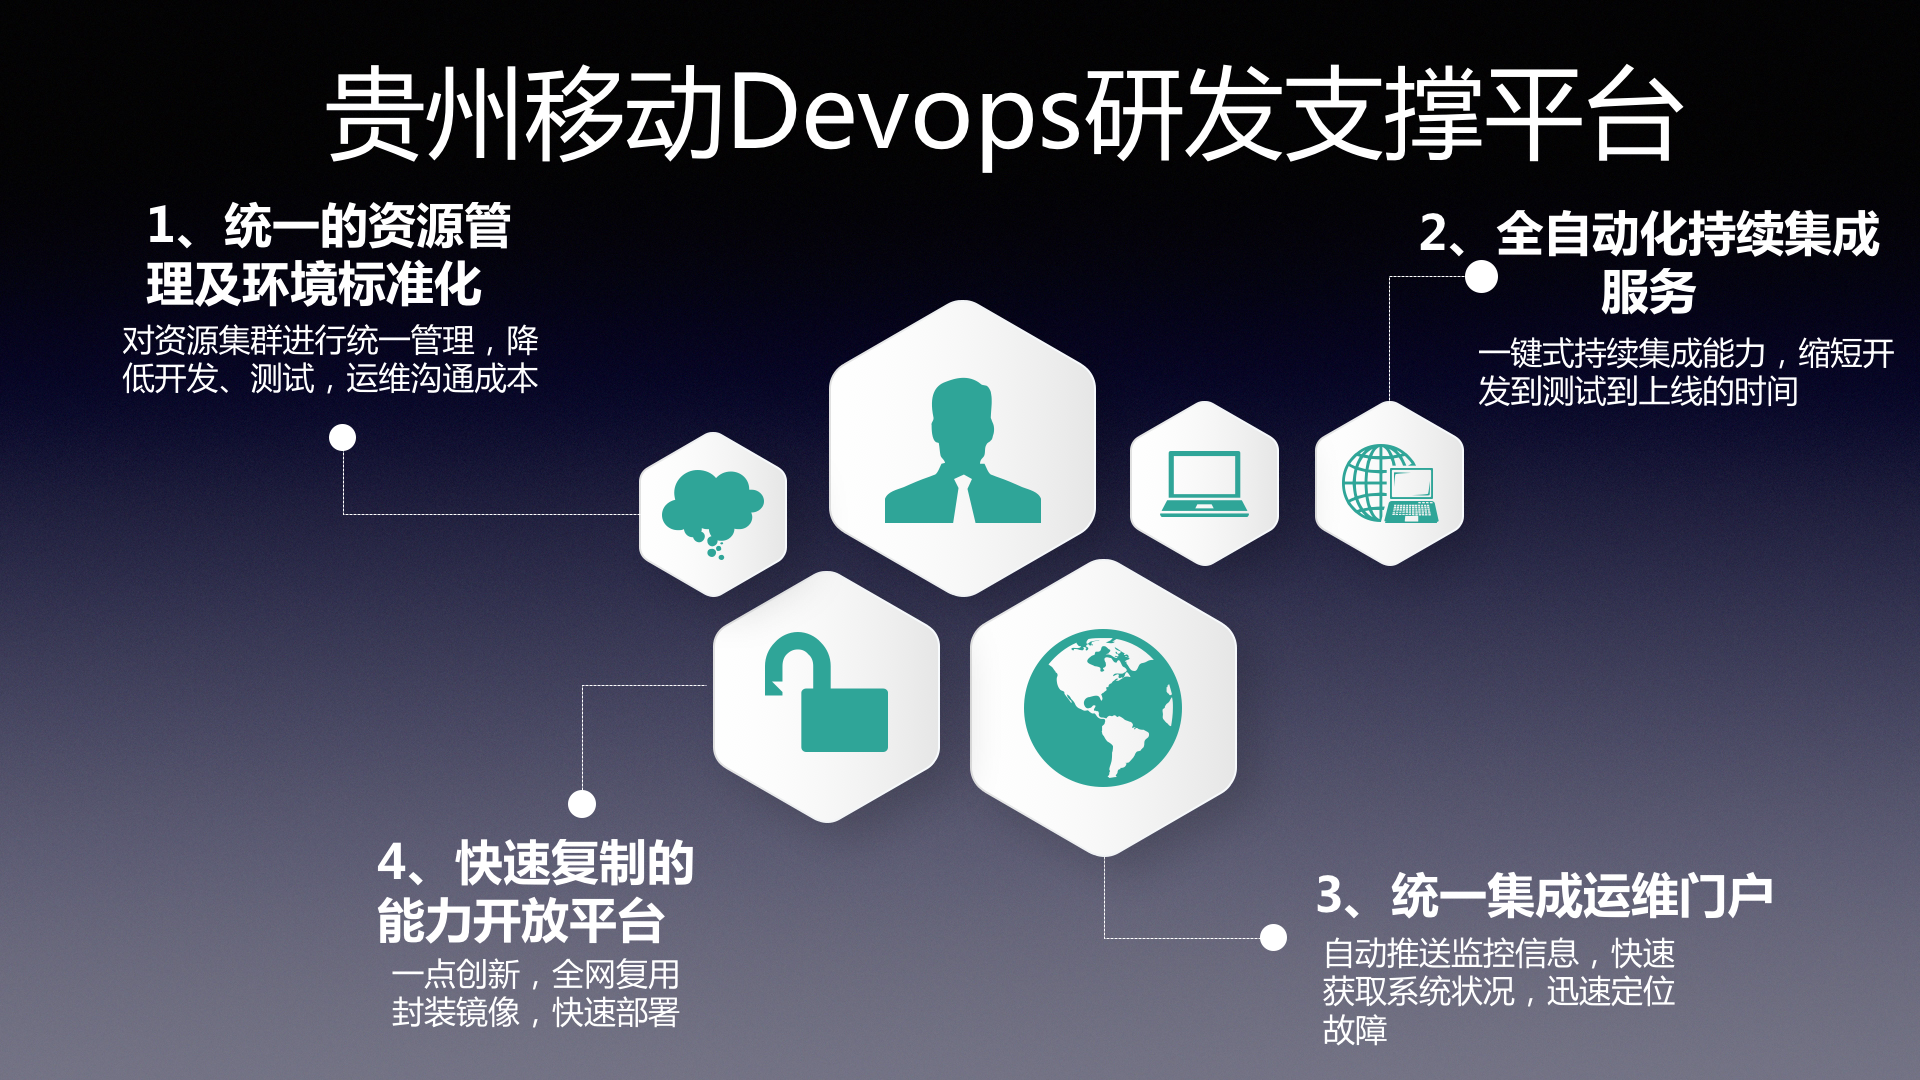 贵州移动Devops研发支撑平台
1、统一的资源管
理及环境标准化
对资源集群进行统一管理，降
低开发、测试，运维沟通成本
2、全自动化持续集成
服务
一键式持续集成能力，缩短开
发到测试到上线的时间
4、快速复制的
能力开放平台
一点创新，全网复用
封装镜像，快速部署
3、统一集成运维门户
自动推送监控信息，快速
获取系统状况，迅速定位
故障